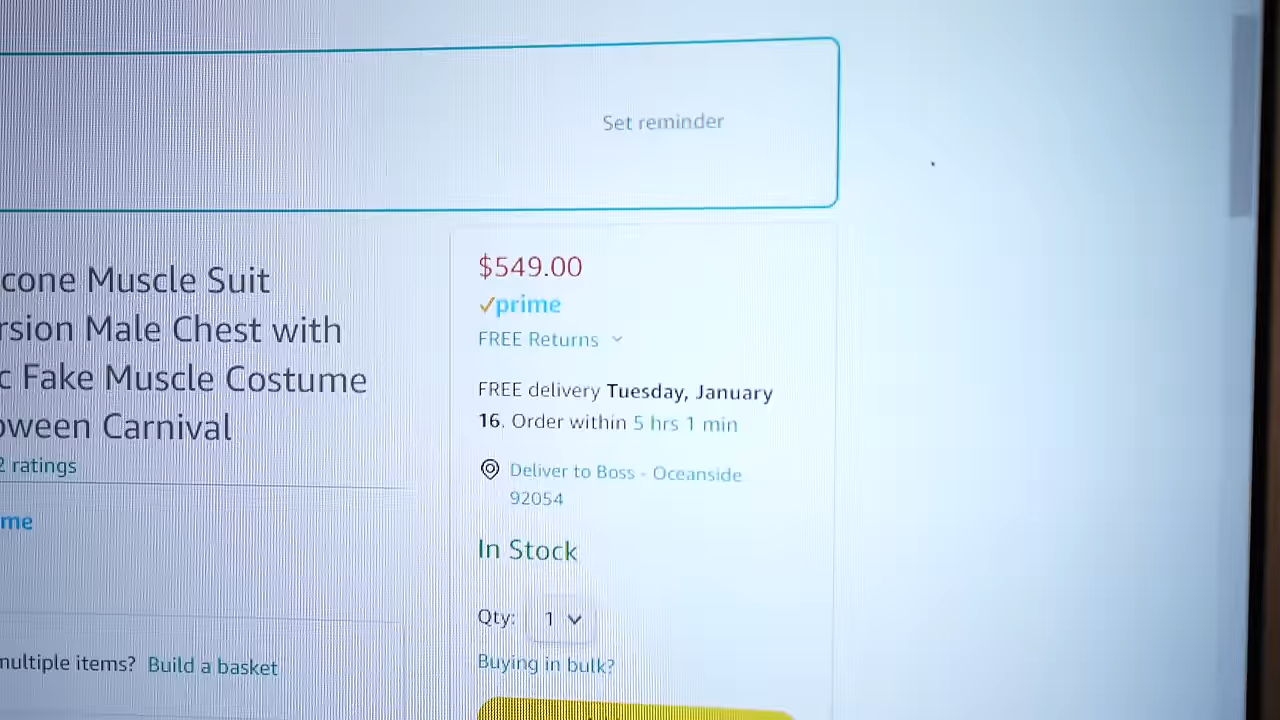 Set reminder
cone Muscle Suit
rsion Male Chest with
c Fake Muscle Costume
oween Carnival
2 ratings
me
multiple items? Build a basket
$549.00
prime
FREE Returns
FREE delivery Tuesday, January
16. Order within 5 hrs 1 min
Deliver to Boss - Oceanside
92054
In Stock
Qty: 1
Buying in bulk?